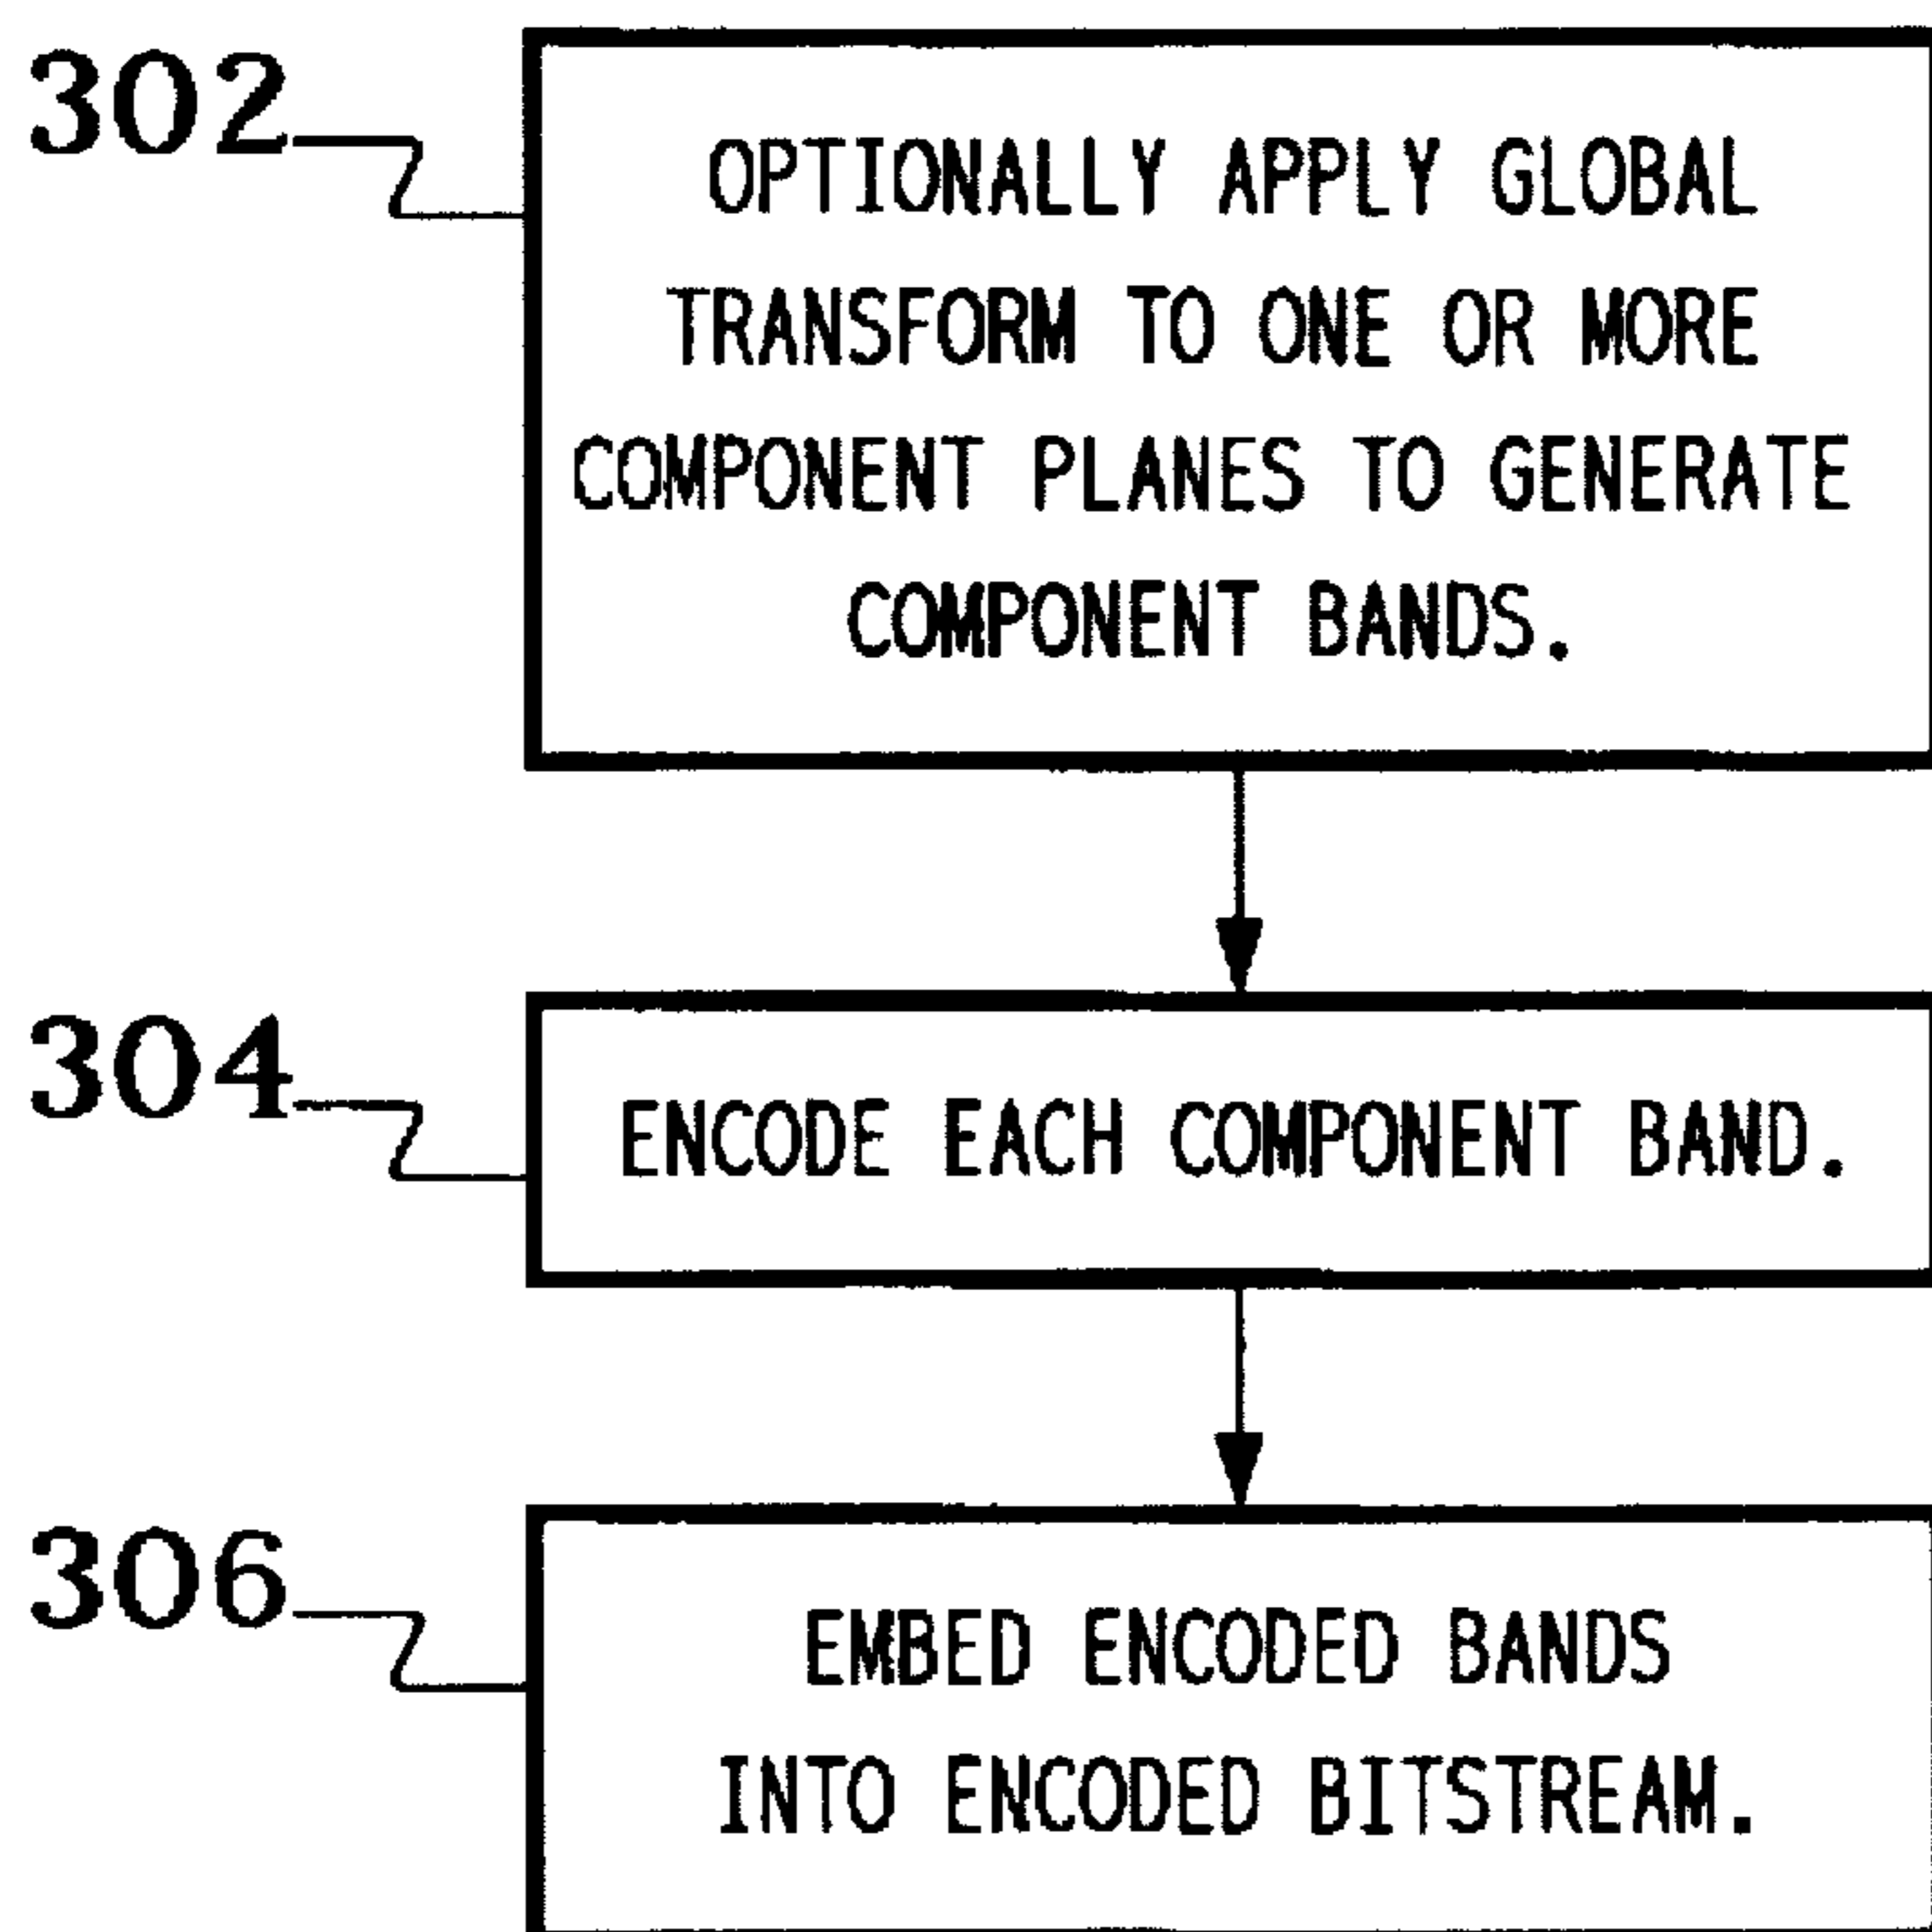 302
OPTIONALLY APPLY GLOBAL
TRANSFORM TO ONE OR MORE
COMPONENT PLANES TO GENERATE
COMPONENT BANDS.
304
ENCODE EACH COMPONENT BAND.
306
EMBED ENCODED BANDS
INTO ENCODED BITSTREAM.